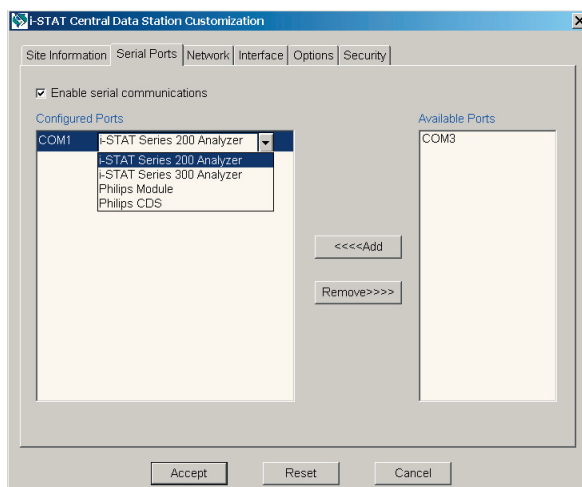 i-STAT Central Data Station Customization
Site Information Serial Ports Network Interface Options Security
Enable serial communications
Configured Ports Available Ports
COM1 i-STAT Series 200 Analyzer COM3
i-STAT Series 200 Analyzer
i-STAT Series 300 Analyzer
Philips Module
Philips CDS
<<<<Add
Remove>>>>
Accept Reset Cancel